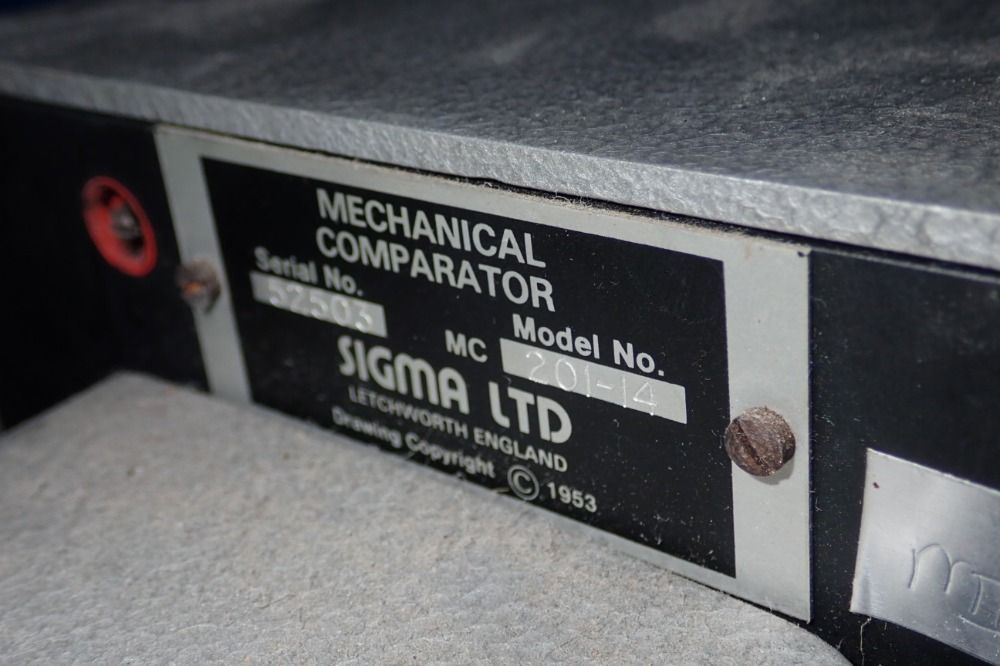 MECHANICAL
COMPARATOR
Serial No.
52503
Model No.
MC 201-14
SIGMA LTD
LETCHWORTH ENGLAND
Drawing Copyright © 1953